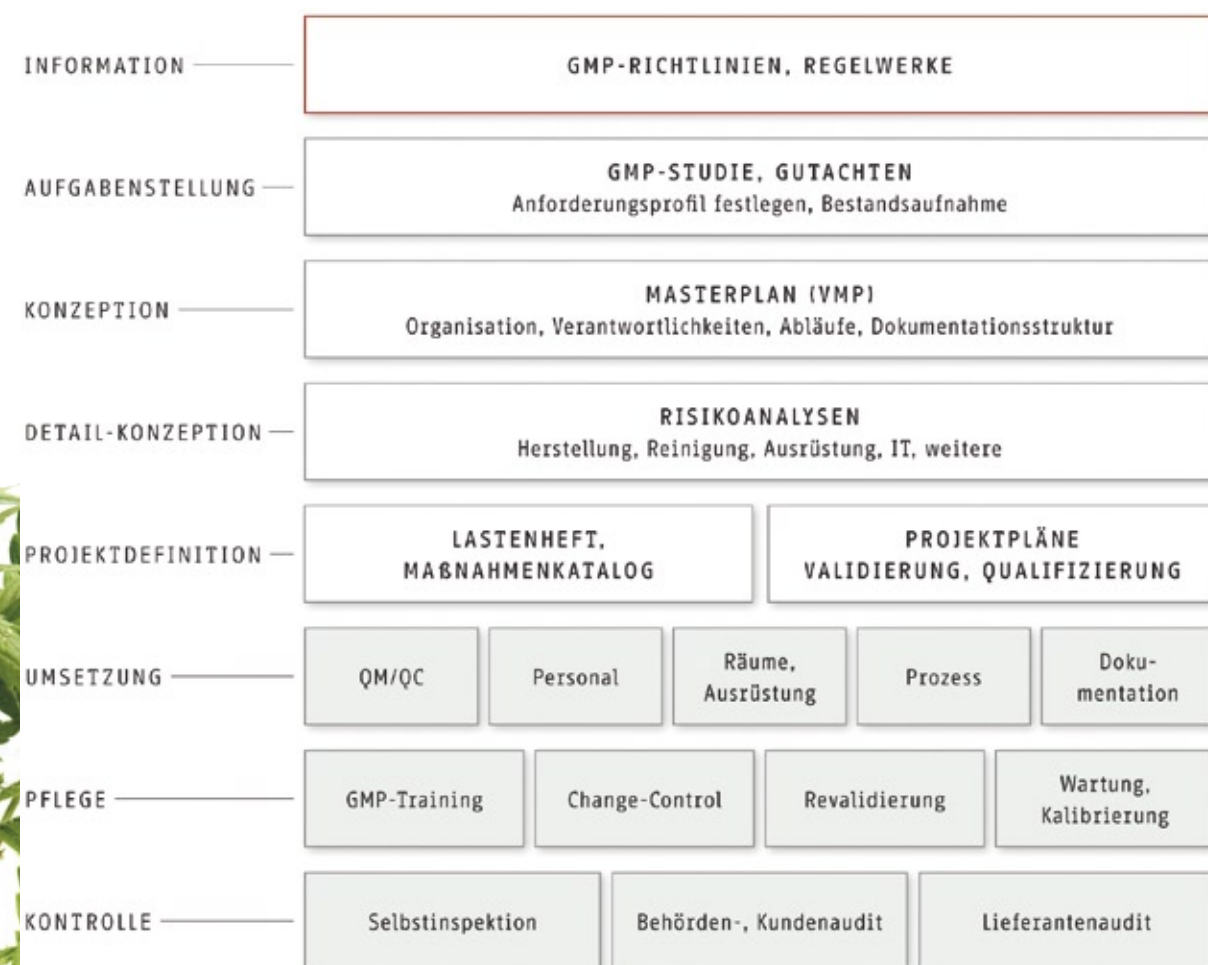 INFORMATION
GMP-RICHTLINIEN, REGELWERKE
AUFGABENSTELLUNG
GMP-STUDIE, GUTACHTEN
Anforderungsprofil festlegen, Bestandsaufnahme
KONZEPTION
MASTERPLAN (VMP)
Organisation, Verantwortlichkeiten, Abläufe, Dokumentationsstruktur
DETAIL-KONZEPTION
RISIKOANALYSEN
Herstellung, Reinigung, Ausrüstung, IT, weitere
PROJEKTDEFINITION
LASTENHEFT,
MAßNAHMENKATALOG
PROJEKTPLÄNE
VALIDIERUNG, QUALIFIZIERUNG
UMSETZUNG
QM/QC
Personal
Räume,
Ausrüstung
Prozess
Doku-
mentation
PFLEGE
GMP-Training
Change-Control
Revalidierung
Wartung,
Kalibrierung
KONTROLLE
Selbstinspektion
Behörden-, Kundenaudit
Lieferantenaudit